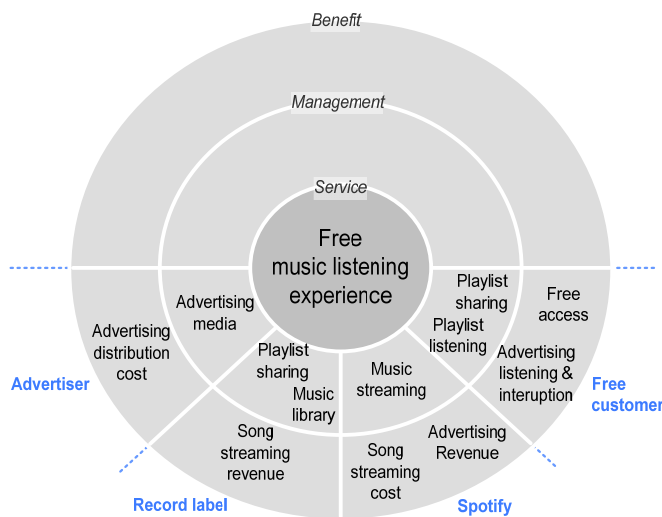 Benefit
Management
Service
Free
music listening
experience
Advertising
media
Advertising
distribution
cost
Advertiser
Playlist
sharing
Music
library
Song
streaming
revenue
Record label
Music
streaming
Advertising
Revenue
Song
streaming
cost
Spotify
Playlist
sharing
Playlist
listening
Free
access
Advertising
listening &
interuption
Free
customer